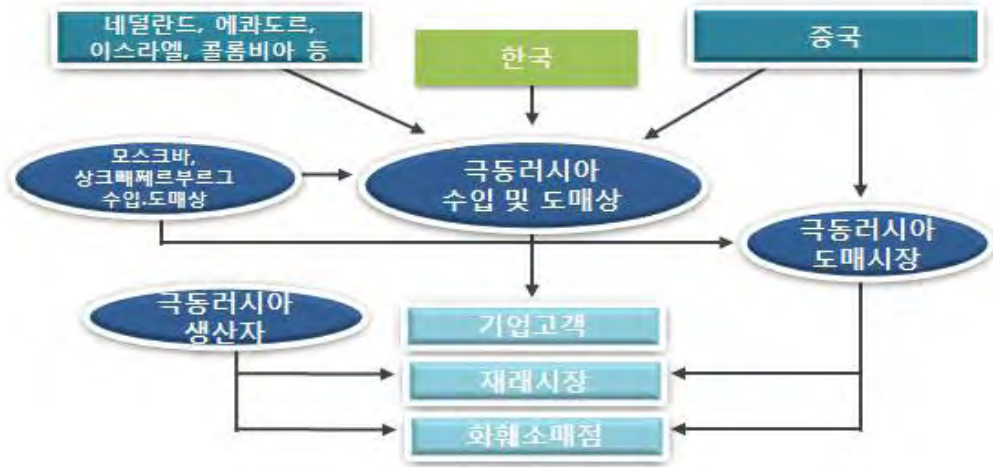 네덜란드, 에콰도르,
이스라엘, 콜롬비아 등
한국
중국
모스크바,
상크빼쩨르부르그
수입.도매상
극동러시아
수입 및 도매상
극동러시아
도매시장
극동러시아
생산자
기업고객
재래시장
화훼소매점